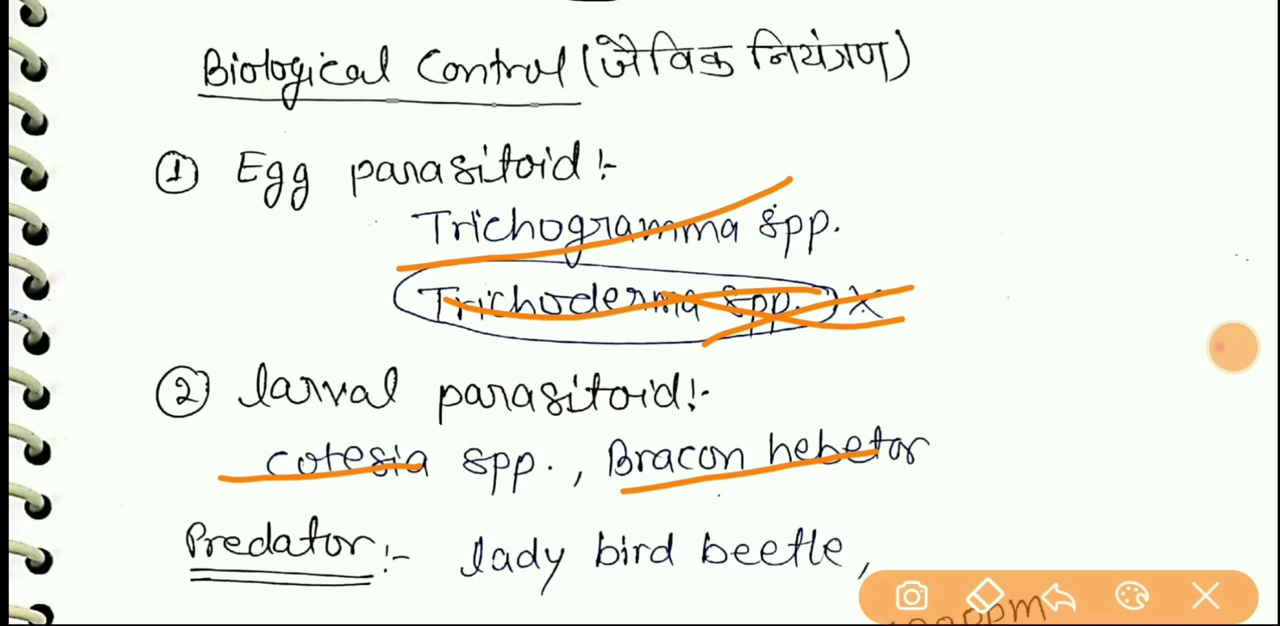 Biological Control (जैविक नियंत्रण)
① Egg parasitoid :-
Trichogramma spp.
Trichoderma spp. X
② larval parasitoid :-
cotesia spp., Bracon hebetor
Predator :- lady bird beetle,
ppm